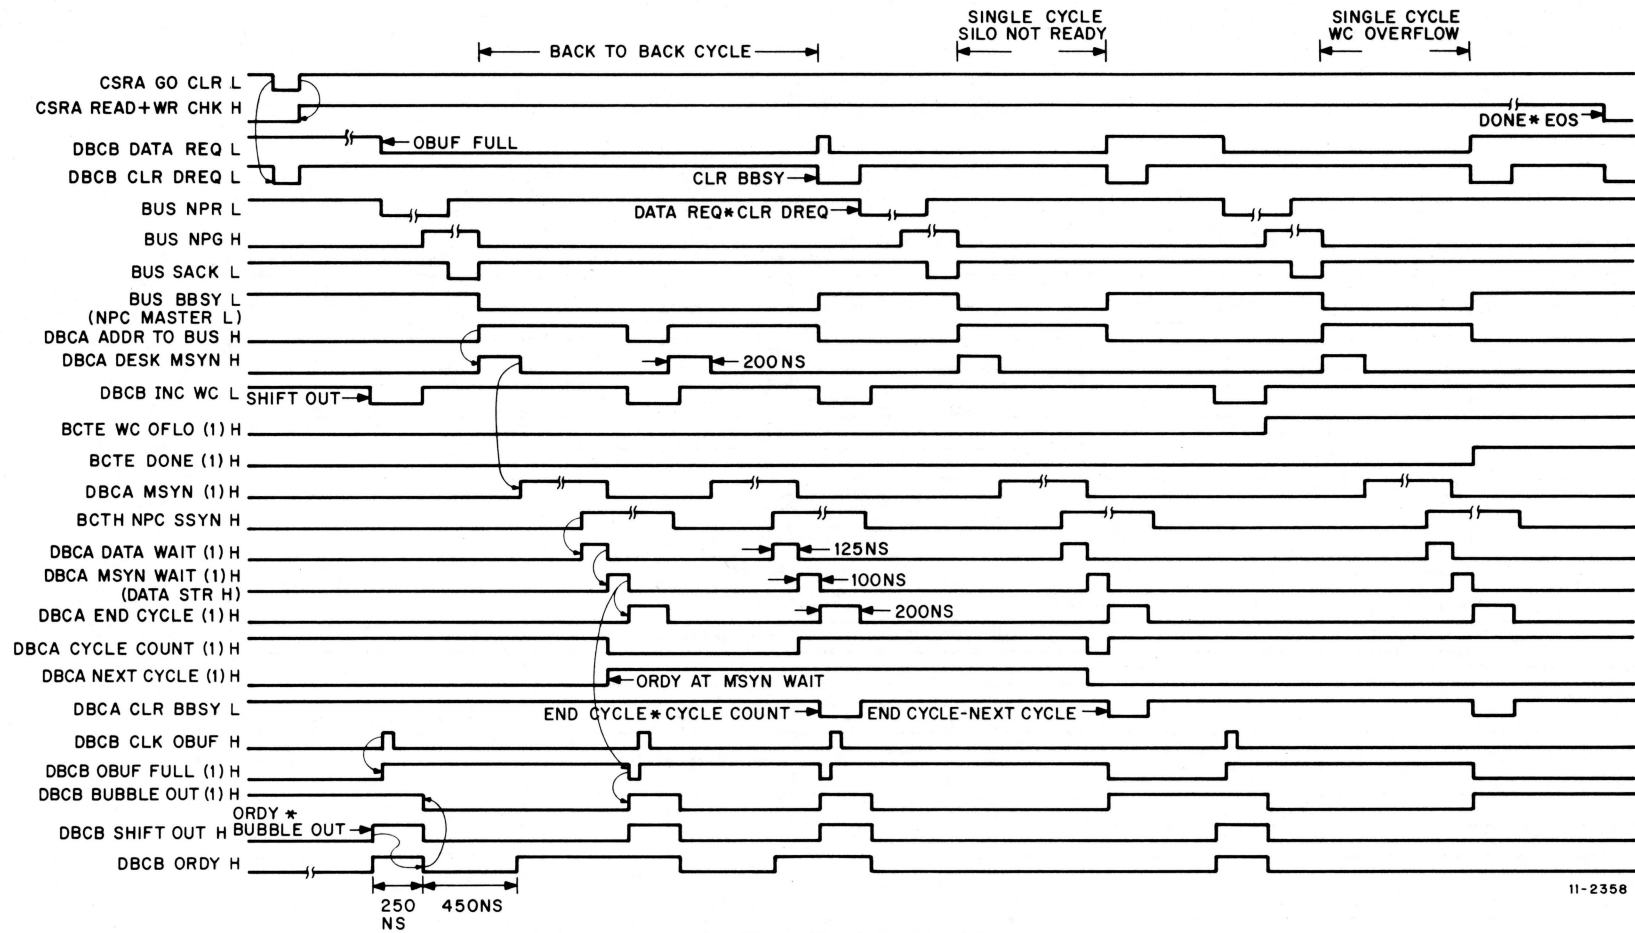 SINGLE CYCLE
SILO NOT READY
SINGLE CYCLE
WC OVERFLOW
BACK TO BACK CYCLE
CSRA GO CLR L
CSRA READ+WR CHK H
DONE* EOS
DBCB DATA REQ L
OBUF FULL
DBCB CLR DREQ L
CLR BBSY
BUS NPR L
DATA REQ*CLR DREQ
BUS NPG H
BUS SACK L
BUS BBSY L
(NPC MASTER L)
DBCA ADDR TO BUS H
DBCA DESK MSYN H
200NS
DBCB INC WC L
SHIFT OUT
BCTE WC OFLO (1) H
BCTE DONE (1) H
DBCA MSYN (1) H
BCTH NPC SSYN H
DBCA DATA WAIT (1) H
125NS
DBCA MSYN WAIT (1) H
(DATA STR H)
100NS
DBCA END CYCLE (1) H
200NS
DBCA CYCLE COUNT (1) H
DBCA NEXT CYCLE (1) H
ORDY AT MSYN WAIT
DBCA CLR BBSY L
END CYCLE*CYCLE COUNT
END CYCLE-NEXT CYCLE
DBCB CLK OBUF H
DBCB OBUF FULL (1) H
DBCB BUBBLE OUT (1) H
ORDY *
BUBBLE OUT
DBCB SHIFT OUT H
DBCB ORDY H
250
NS
450NS
11-2358